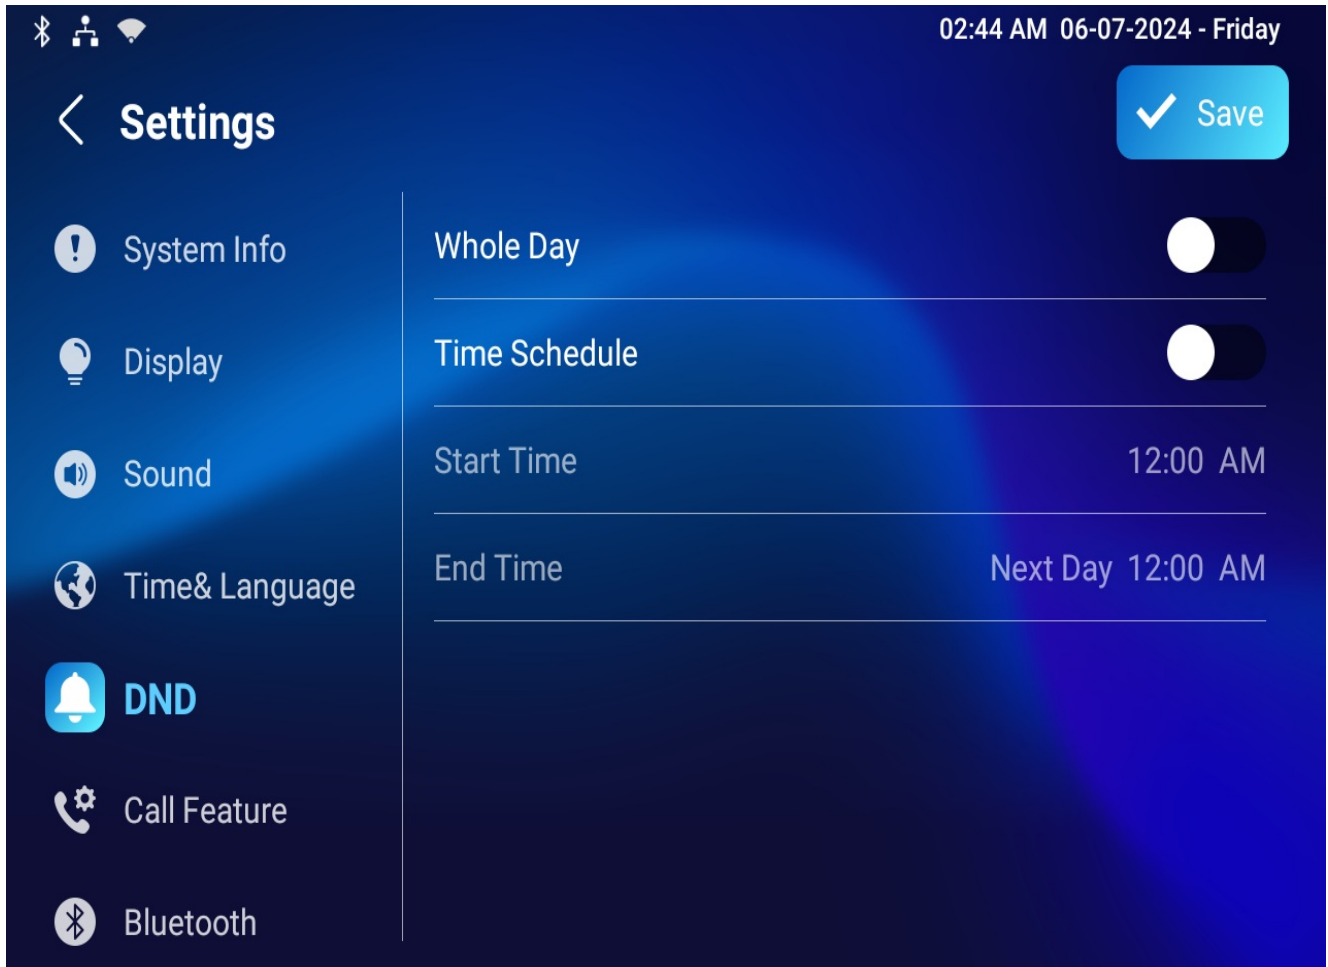 02:44 AM 06-07-2024 - Friday
Settings
Save
System Info
Display
Sound
Time& Language
DND
Call Feature
Bluetooth
Whole Day
Time Schedule
Start Time 12:00 AM
End Time Next Day 12:00 AM